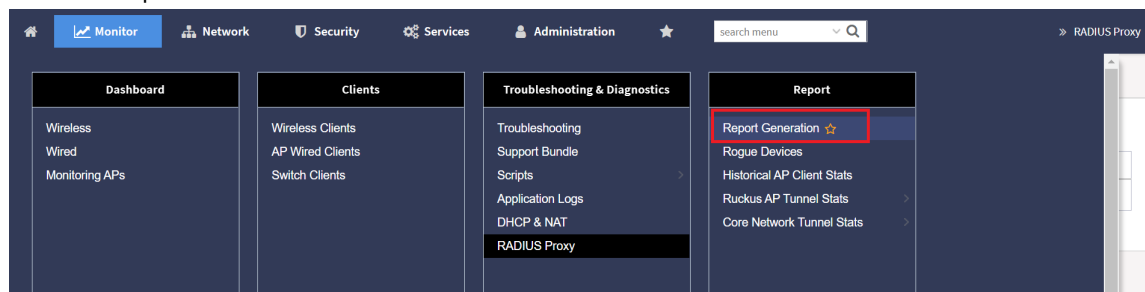 Monitor Network Security Services Administration search menu » RADIUS Proxy
Dashboard
Wireless
Wired
Monitoring APs
Clients
Wireless Clients
AP Wired Clients
Switch Clients
Troubleshooting & Diagnostics
Troubleshooting
Support Bundle
Scripts
Application Logs
DHCP & NAT
RADIUS Proxy
Report
Report Generation
Rogue Devices
Historical AP Client Stats
Ruckus AP Tunnel Stats
Core Network Tunnel Stats